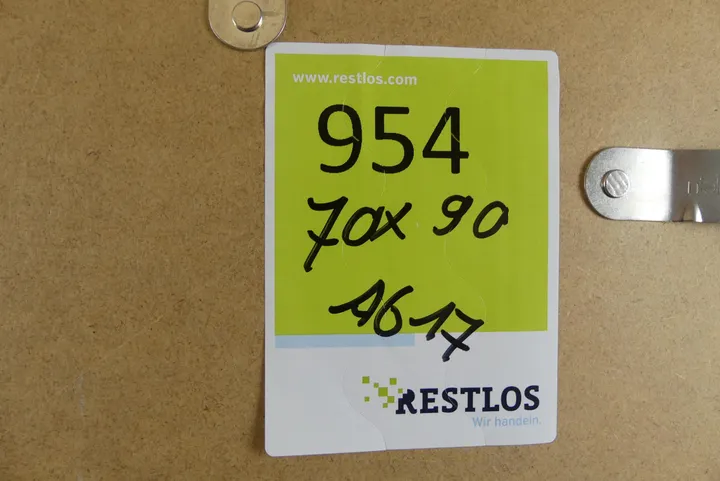 www.restlos.com
954
70x 90
A617
RESTLOS
Wir handeln.